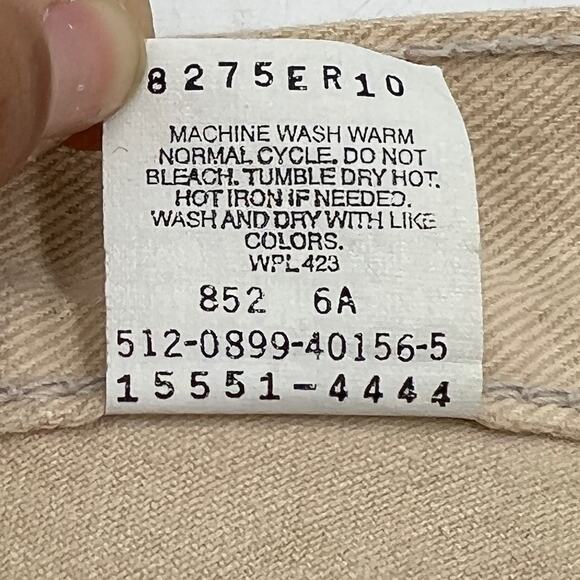 8275ER10
MACHINE WASH WARM
NORMAL CYCLE. DO NOT
BLEACH. TUMBLE DRY HOT.
HOT IRON IF NEEDED.
WASH AND DRY WITH LIKE
COLORS.
WPL423
852 6A
512-0899-40156-5
15551-4444